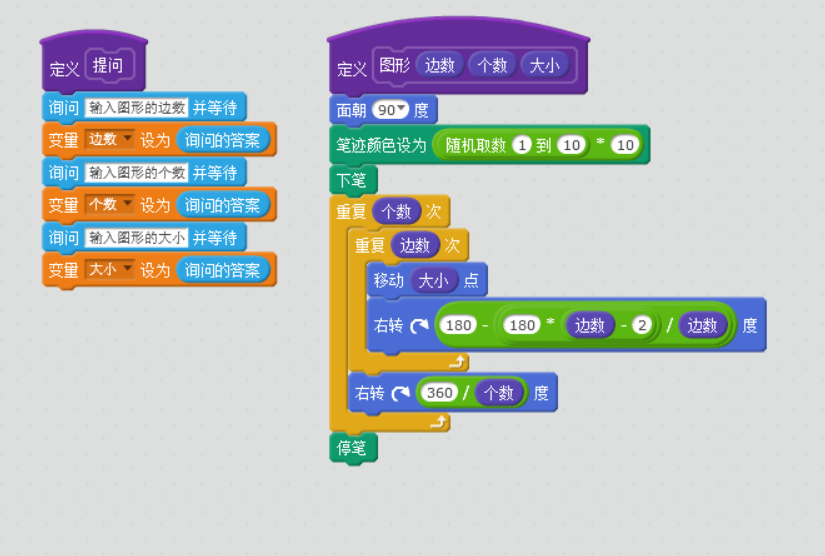 定义 提问
询问 输入图形的边数 并等待
变量 边数 设为 询问的答案
询问 输入图形的个数 并等待
变量 个数 设为 询问的答案
询问 输入图形的大小 并等待
变量 大小 设为 询问的答案
定义 图形 边数 个数 大小
面朝 90 度
笔迹颜色设为 随机取数 1 到 10 * 10
下笔
重复 个数 次
重复 边数 次
移动 大小 点
右转 180 - 180 * 边数 - 2 / 边数 度
右转 360 / 个数 度
停笔